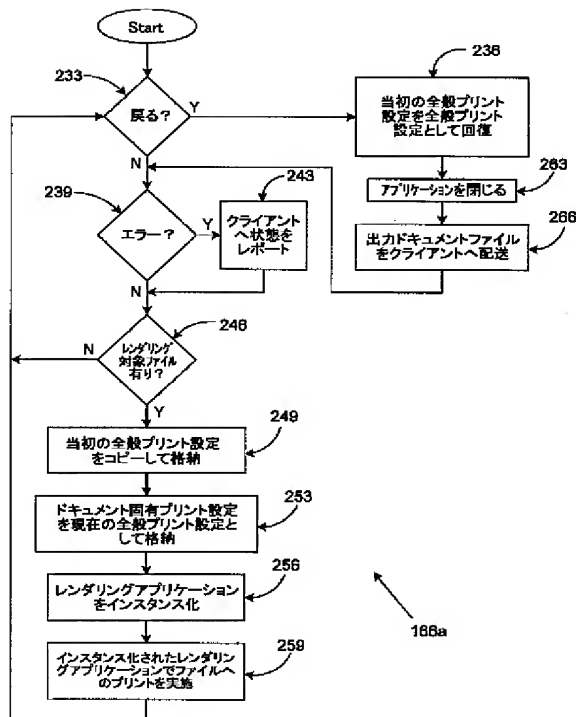 Start
233
戻る?
Y
N
236
当初の全般プリント
設定を全般プリント
設定として回復
263
アプリケーションを閉じる
266
出力ドキュメントファイル
をクライアントへ配送
239
エラー?
Y
N
243
クライアント
へ状態を
レポート
246
レンダリング
対象ファイル
有り?
N
Y
249
当初の全般プリント設定
をコピーして格納
253
ドキュメント固有プリント設定
を現在の全般プリント設定と
して格納
256
レンダリングアプリケーション
をインスタンス化
259
インスタンス化されたレンダリ
ングアプリケーションでファイルへ
のプリントを実施
166a